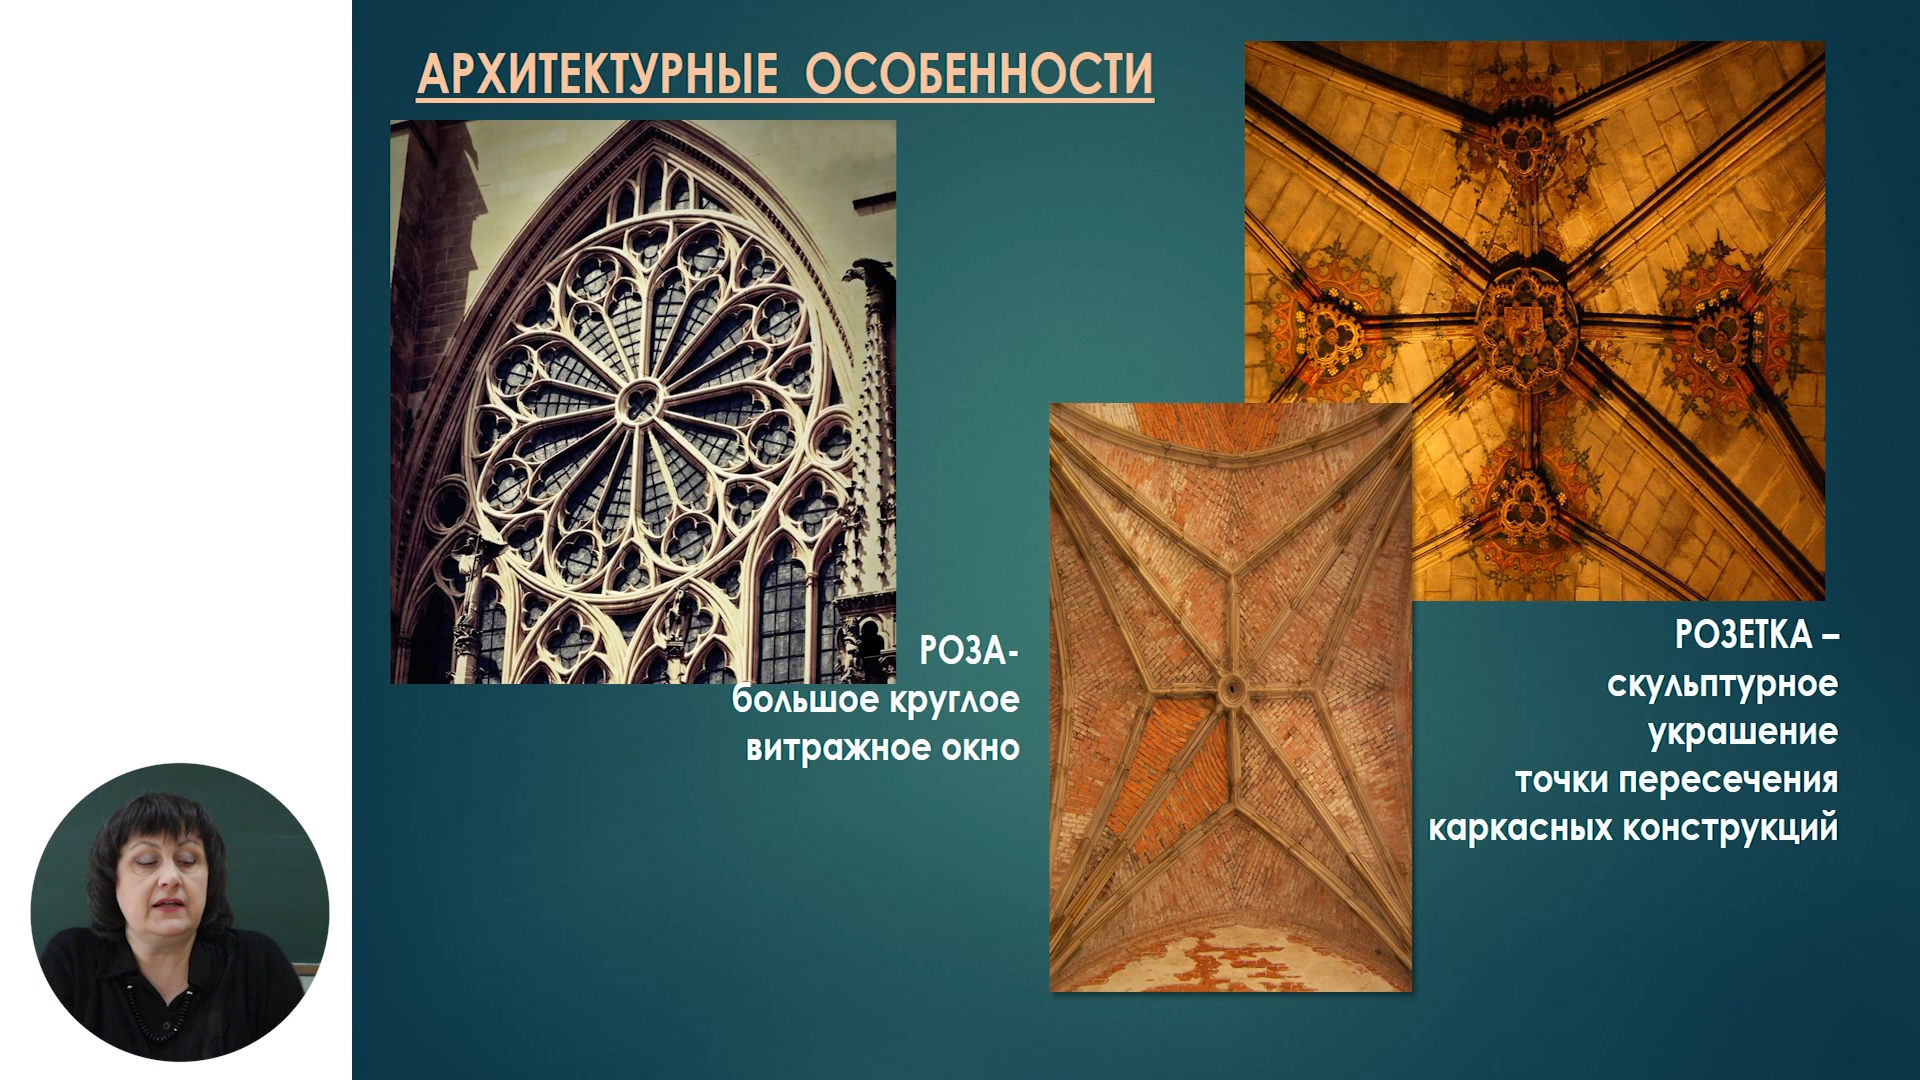 АРХИТЕКТУРНЫЕ ОСОБЕННОСТИ
РОЗА-
большое круглое
витражное окно
РОЗЕТКА –
скульптурное
украшение
точки пересечения
каркасных конструкций